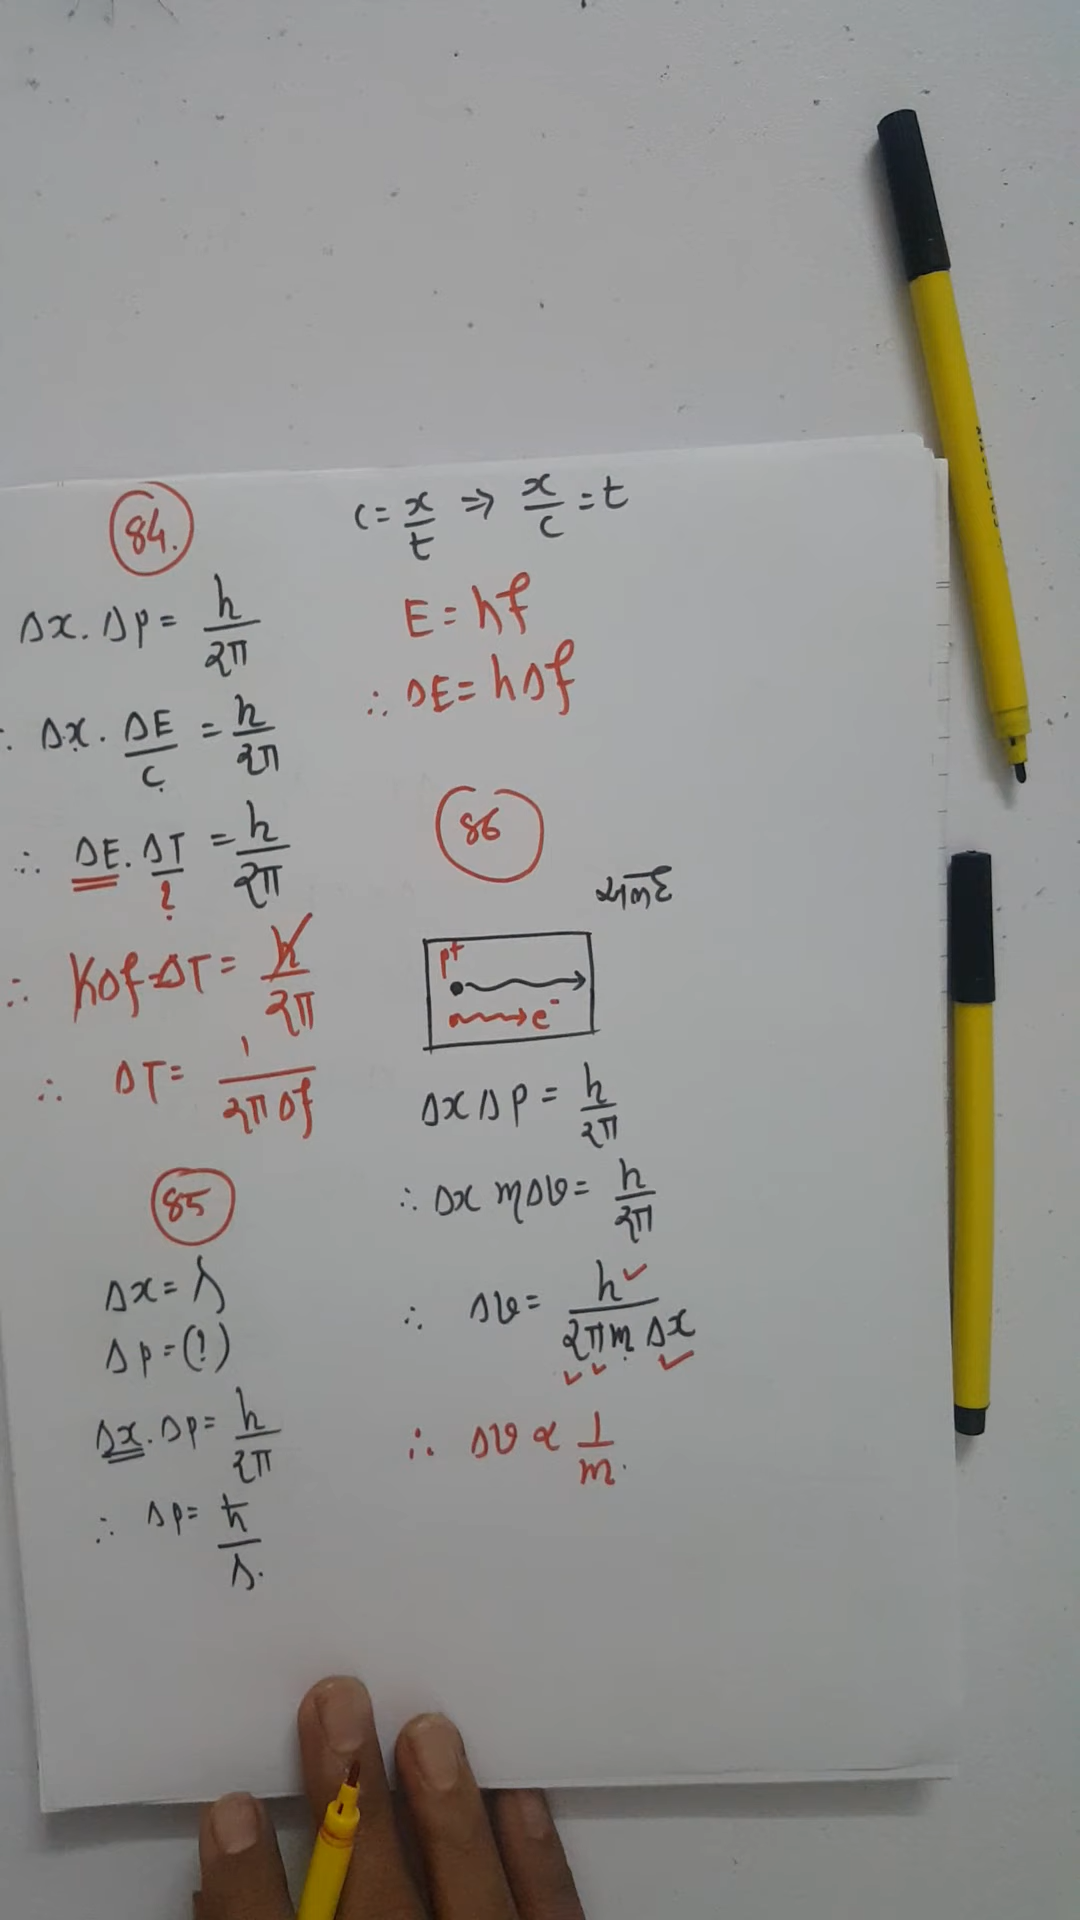 84.
Δx. Δp = h/2π
∴ Δx. ΔE/c = h/2π
∴ ΔE. ΔT = h/2π
?
∴ hΔf ΔT = h/2π
∴ ΔT = 1/2πΔf
c = x/t ⇒ x/c = t
E = hf
∴ ΔE = hΔf
85
Δx = λ
Δp = (?)
Δx. Δp = h/2π
∴ Δp = ħ/λ.
86
p⁺
e⁻
Δx Δp = h/2π
∴ Δx mΔv = h/2π
∴ Δv = h/2πm Δx
∴ Δv ∝ 1/m.